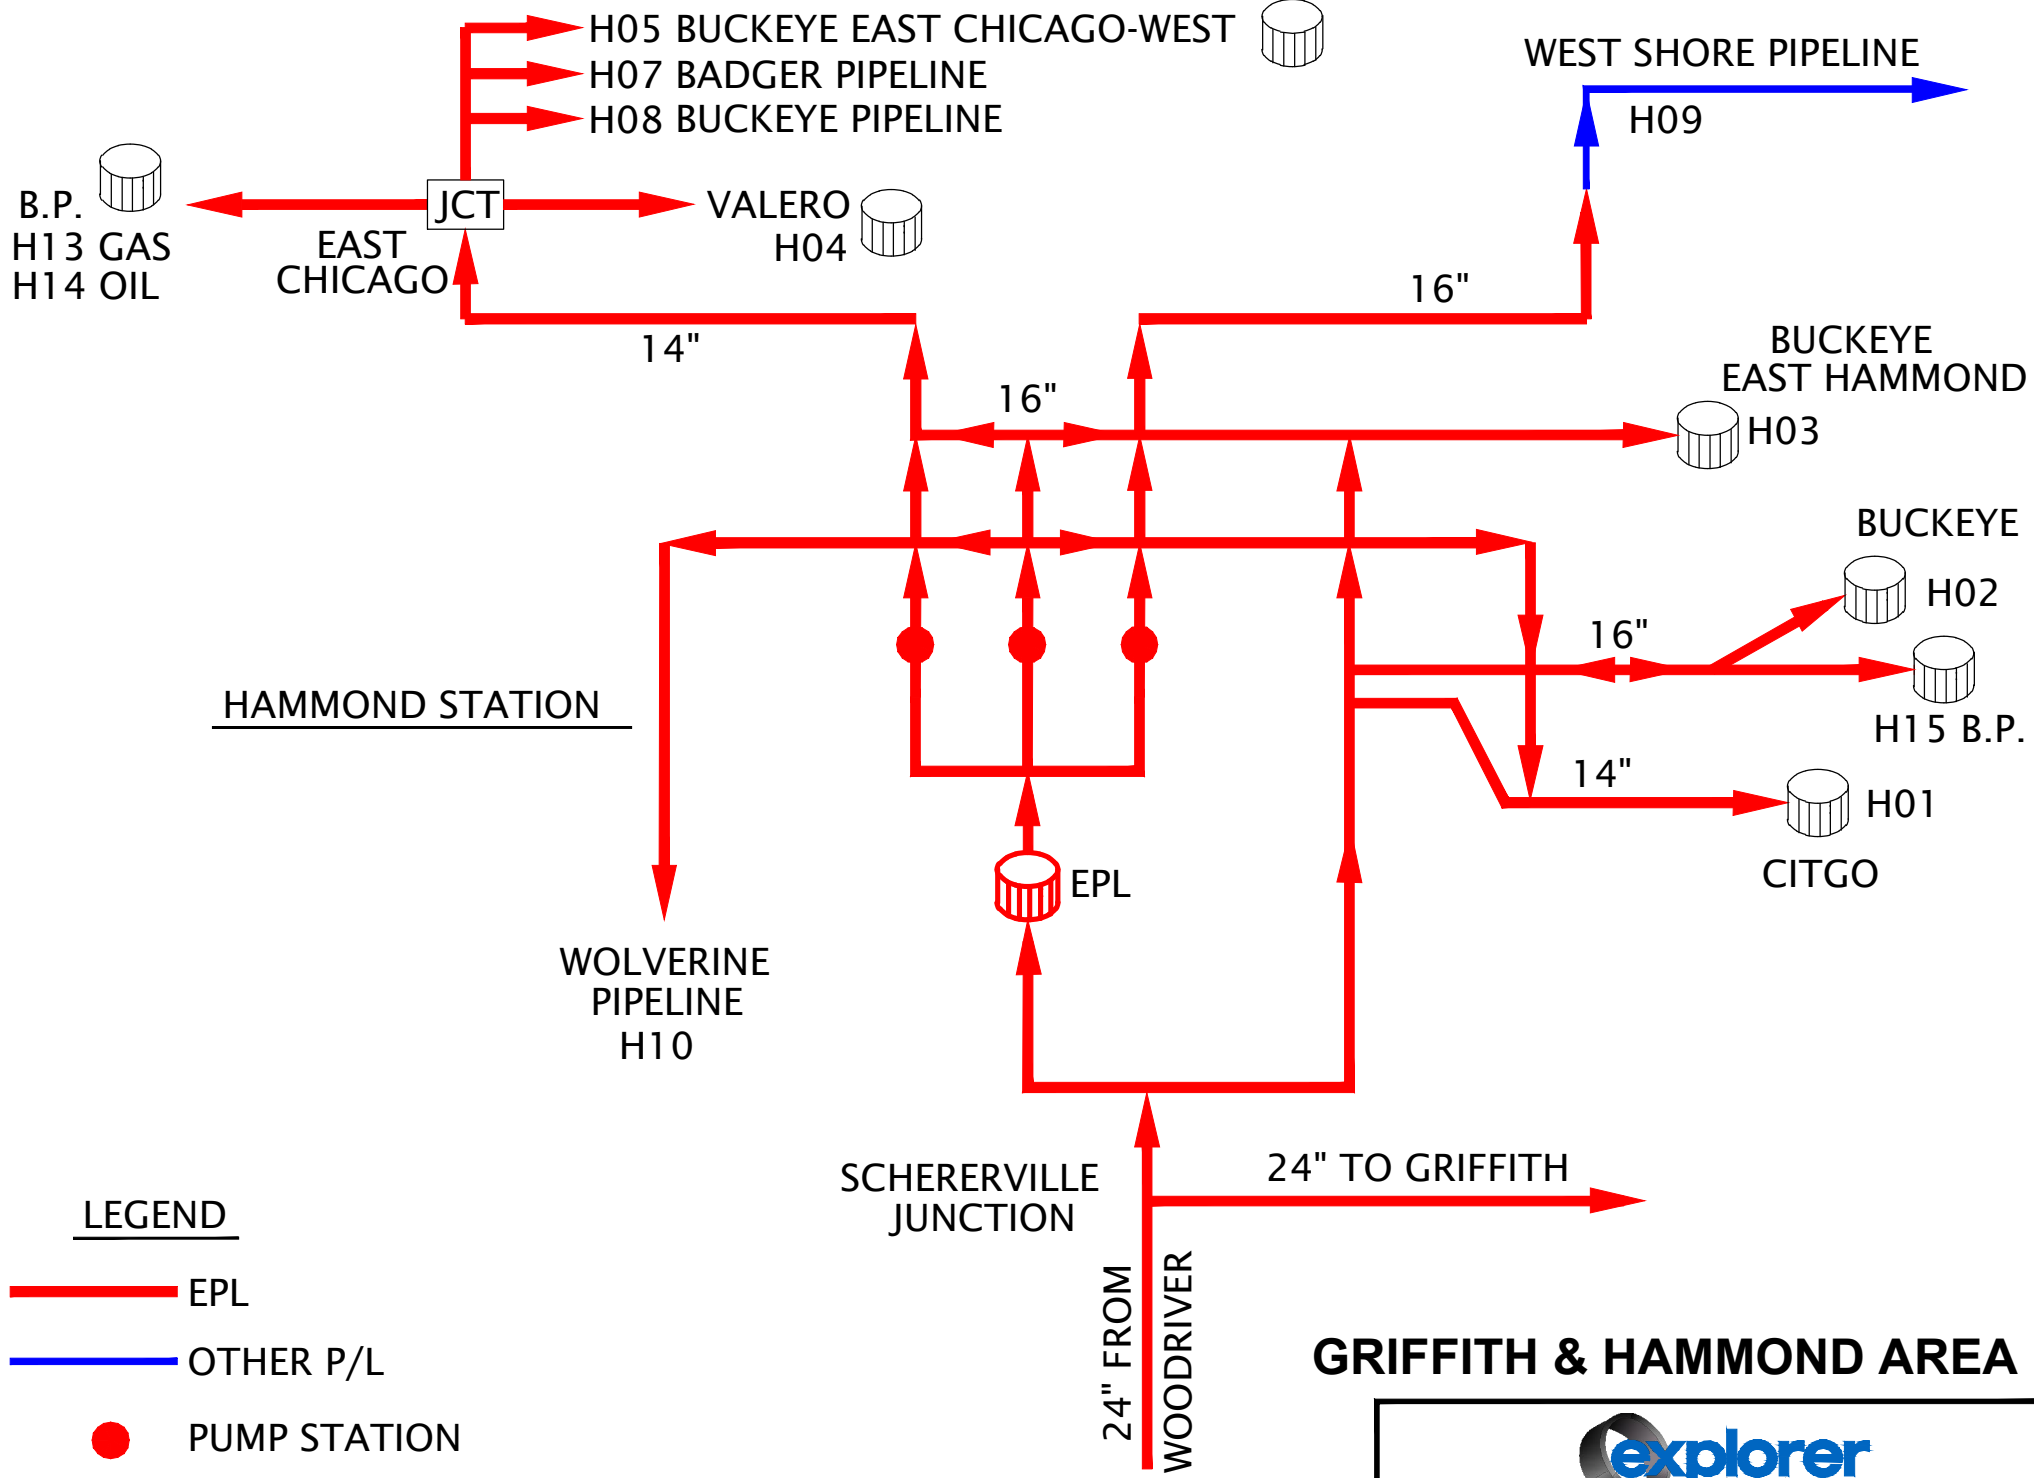 H05 BUCKEYE EAST CHICAGO-WEST
H07 BADGER PIPELINE
H08 BUCKEYE PIPELINE
WEST SHORE PIPELINE
H09
B.P.
H13 GAS
H14 OIL
JCT
EAST
CHICAGO
VALERO
H04
14"
16"
16"
BUCKEYE
EAST HAMMOND
H03
BUCKEYE
H02
16"
H15 B.P.
14"
H01
CITGO
HAMMOND STATION
EPL
WOLVERINE
PIPELINE
H10
SCHERERVILLE
JUNCTION
24" TO GRIFFITH
24" FROM
WOODRIVER
LEGEND
EPL
OTHER P/L
PUMP STATION
GRIFFITH & HAMMOND AREA
explorer